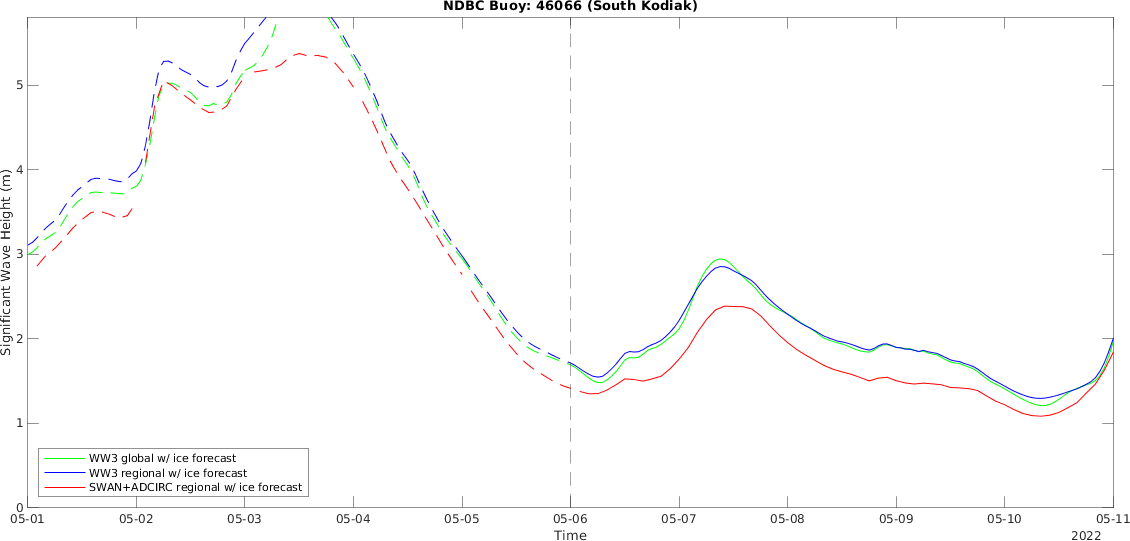 NDBC Buoy: 46066 (South Kodiak)
Significant Wave Height (m)
5
4
3
2
1
0
WW3 global w/ ice forecast
WW3 regional w/ ice forecast
SWAN+ADCIRC regional w/ ice forecast
05-01 05-02 05-03 05-04 05-05 05-06 05-07 05-08 05-09 05-10 05-11
Time
2022